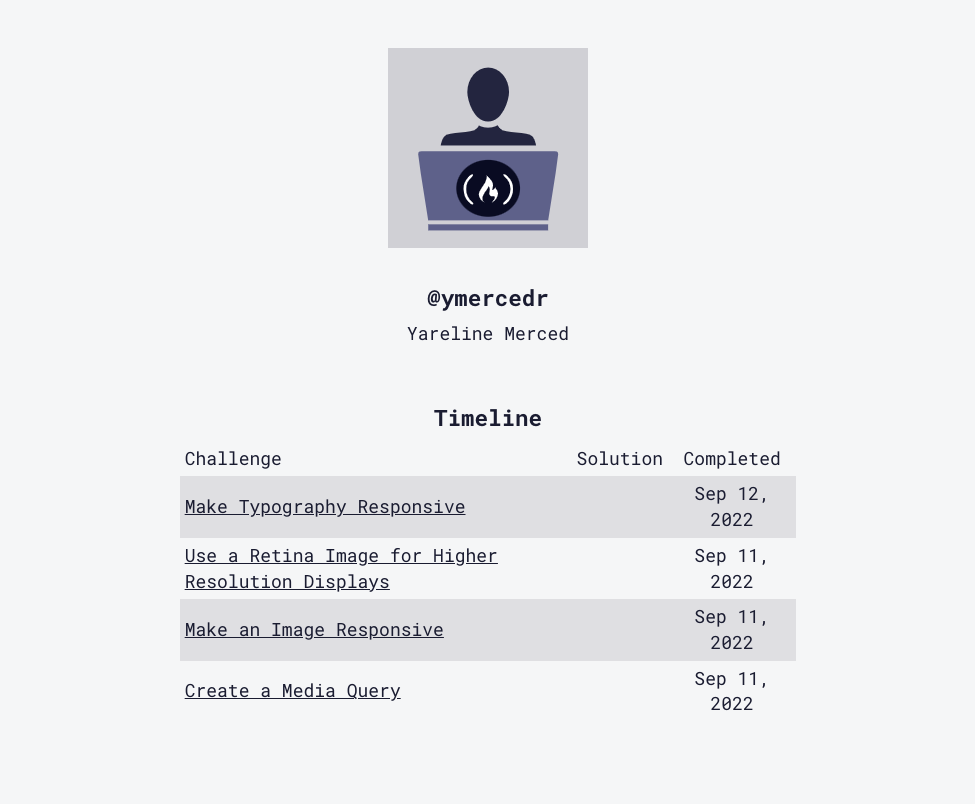 @ymercedr
Yareline Merced
Timeline
Challenge Solution Completed
Make Typography Responsive Sep 12, 2022
Use a Retina Image for Higher Resolution Displays Sep 11, 2022
Make an Image Responsive Sep 11, 2022
Create a Media Query Sep 11, 2022